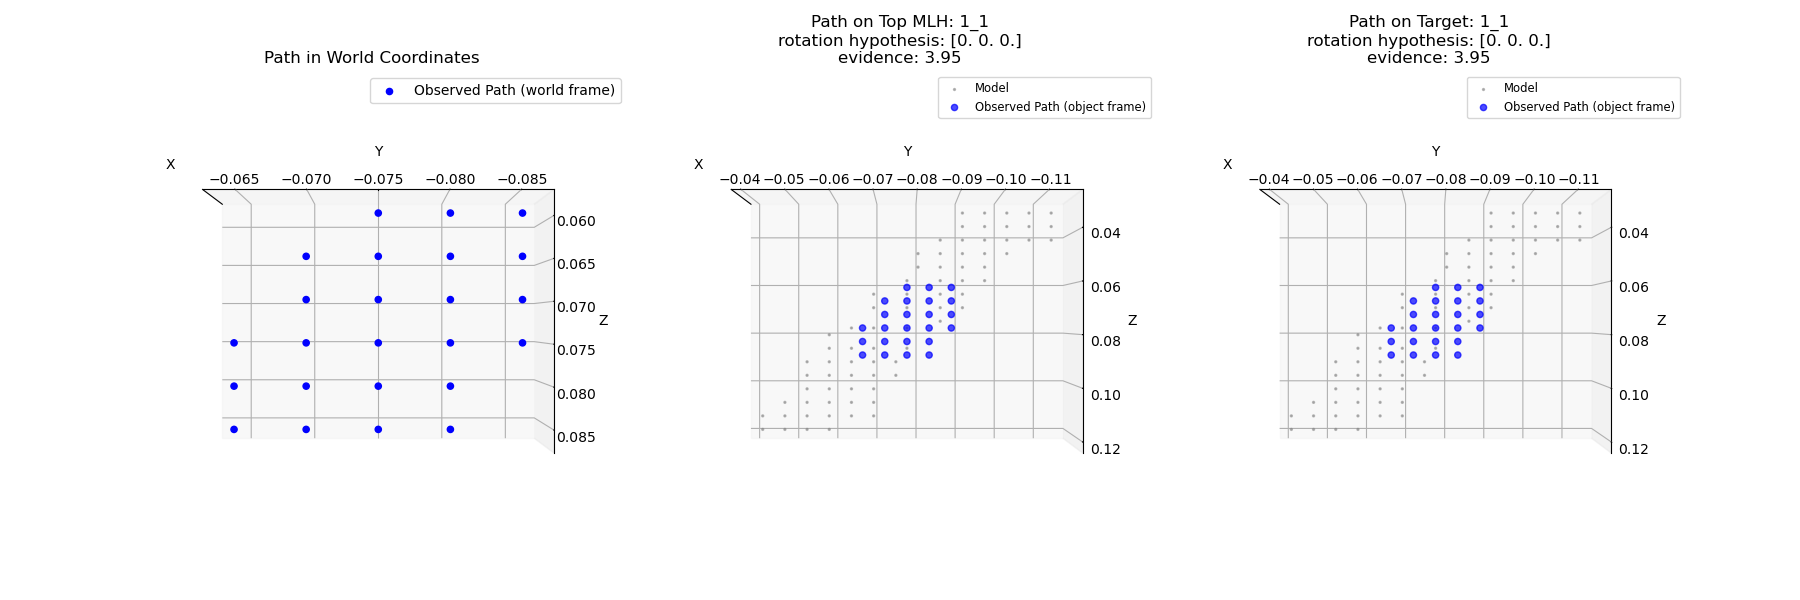 Path in World Coordinates
Observed Path (world frame)
X
Y
−0.065 −0.070 −0.075 −0.080 −0.085
0.060
0.065
0.070
Z
0.075
0.080
0.085
Path on Top MLH: 1_1
rotation hypothesis: [0. 0. 0.]
evidence: 3.95
Model
Observed Path (object frame)
X
Y
−0.04 −0.05 −0.06 −0.07 −0.08 −0.09 −0.10 −0.11
0.04
0.06
Z
0.08
0.10
0.12
Path on Target: 1_1
rotation hypothesis: [0. 0. 0.]
evidence: 3.95
Model
Observed Path (object frame)
X
Y
−0.04 −0.05 −0.06 −0.07 −0.08 −0.09 −0.10 −0.11
0.04
0.06
Z
0.08
0.10
0.12